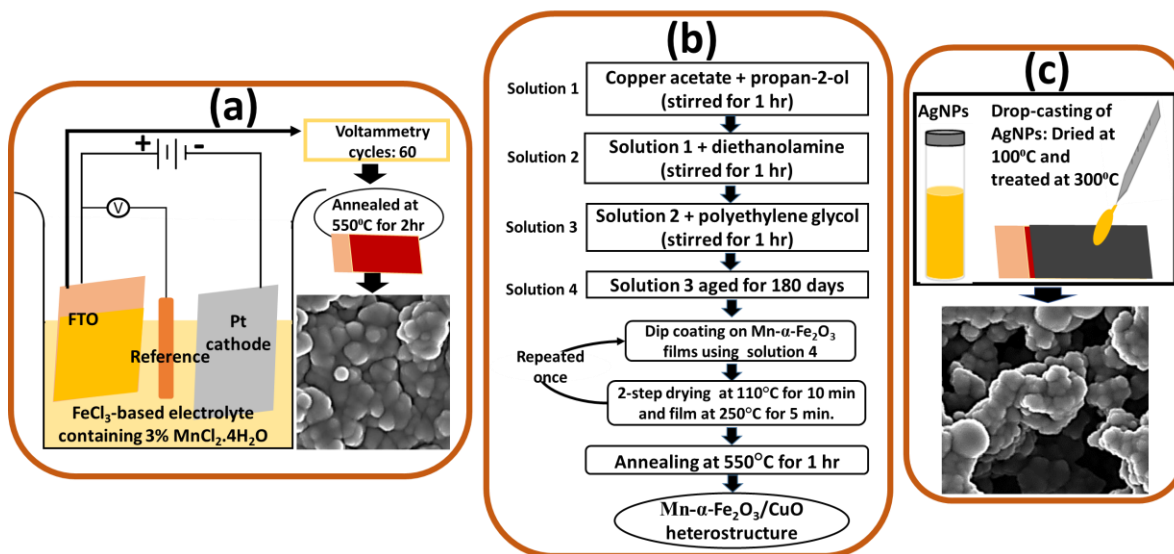 (a)
+
-
V
Voltammetry
cycles: 60
Annealed at
550⁰C for 2hr
FTO
Reference
Pt
cathode
FeCl₃-based electrolyte
containing 3% MnCl₂.4H₂O
(b)
Solution 1
Copper acetate + propan-2-ol
(stirred for 1 hr)
Solution 2
Solution 1 + diethanolamine
(stirred for 1 hr)
Solution 3
Solution 2 + polyethylene glycol
(stirred for 1 hr)
Solution 4
Solution 3 aged for 180 days
Dip coating on Mn-α-Fe₂O₃
films using solution 4
Repeated
once
2-step drying at 110°C for 10 min
and film at 250°C for 5 min.
Annealing at 550°C for 1 hr
Mn-α-Fe₂O₃/CuO
heterostructure
(c)
AgNPs
Drop-casting of
AgNPs: Dried at
100⁰C and
treated at 300⁰C